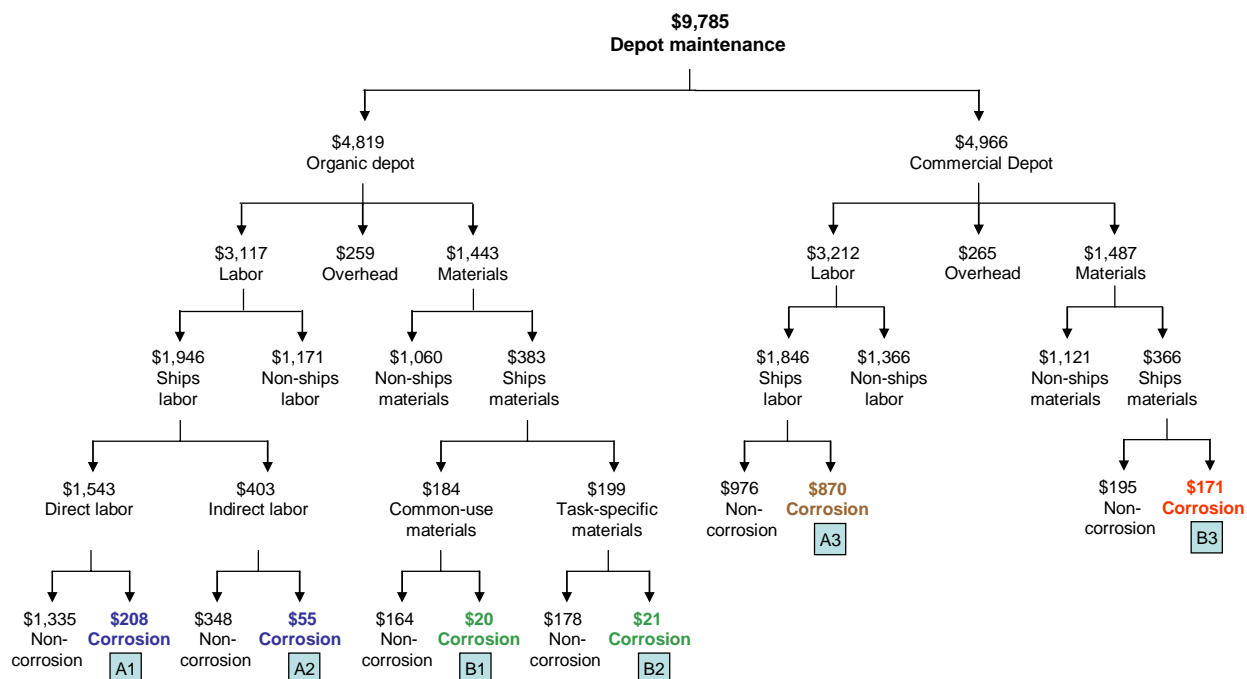 $9,785
Depot maintenance
$4,819
Organic depot
$4,966
Commercial Depot
$3,117
Labor
$259
Overhead
$1,443
Materials
$3,212
Labor
$265
Overhead
$1,487
Materials
$1,946
Ships
labor
$1,171
Non-ships
labor
$1,060
Non-ships
materials
$383
Ships
materials
$1,846
Ships
labor
$1,366
Non-ships
labor
$1,121
Non-ships
materials
$366
Ships
materials
$1,543
Direct labor
$403
Indirect labor
$184
Common-use
materials
$199
Task-specific
materials
$976
Non-
corrosion
$870
Corrosion
A3
$195
Non-
corrosion
$171
Corrosion
B3
$1,335
Non-
corrosion
$208
Corrosion
A1
$348
Non-
corrosion
$55
Corrosion
A2
$164
Non-
corrosion
$20
Corrosion
B1
$178
Non-
corrosion
$21
Corrosion
B2